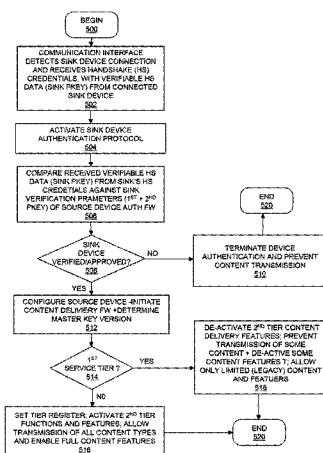 BEGIN
500
COMMUNICATION INTERFACE
DETECTS SINK DEVICE CONNECTION
AND RECEIVES HANDSHAKE (HS)
CREDENTIALS, WITH VERIFIABLE HS
DATA (SINK PKEY) FROM CONNECTED
SINK DEVICE
502
ACTIVATE SINK DEVICE
AUTHENTICATION PROTOCOL
504
COMPARE RECEIVED VERIFIABLE HS
DATA (SINK PKEY) FROM SINK'S HS
CREDETIALS AGAINST SINK
VERIFICATION PRAMETERS (1ST + 2ND
PKEY) OF SOURCE DEVICE AUTH FW
506
SINK
DEVICE
VERIFIED/APPROVED?
508
NO
TERMINATE DEVICE
AUTHENTICATION AND PREVENT
CONTENT TRANSMISSION
510
END
520
YES
CONFIGURE SOURCE DEVICE -INITIATE
CONTENT DELIVERY FW +DETERMINE
MASTER KEY VERSION
512
1ST
SERVICE TIER ?
514
YES
DE-ACTIVATE 2ND TIER CONTENT
DELIVERY FEATURES; PREVENT
TRANSMISSION OF SOME
CONTENT + DE-ACTIVE SOME
CONTENT FEATURES T; ALLOW
ONLY LIMITED (LEGACY) CONTENT
AND FEATUERS
518
NO
SET TIER REGISTER; ACTIVATE 2ND TIER
FUNCTIONS AND FEATURES; ALLOW
TRANSMISSION OF ALL CONTENT TYPES
AND ENABLE FULL CONTENT FEATURES
516
END
520